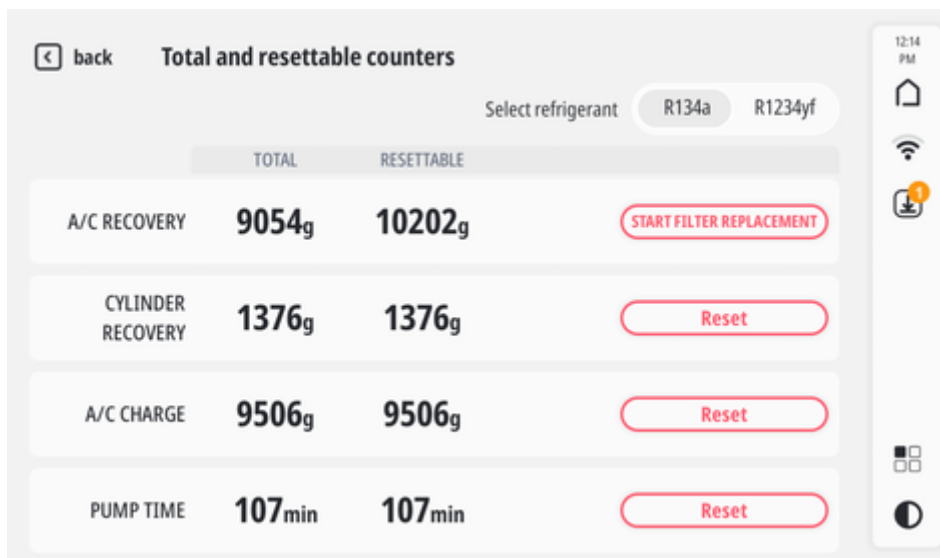 back Total and resettable counters
12:14
PM
Select refrigerant R134a R1234yf
TOTAL RESETTABLE
1
A/C RECOVERY 9054g 10202g START FILTER REPLACEMENT
CYLINDER
RECOVERY 1376g 1376g Reset
A/C CHARGE 9506g 9506g Reset
PUMP TIME 107min 107min Reset